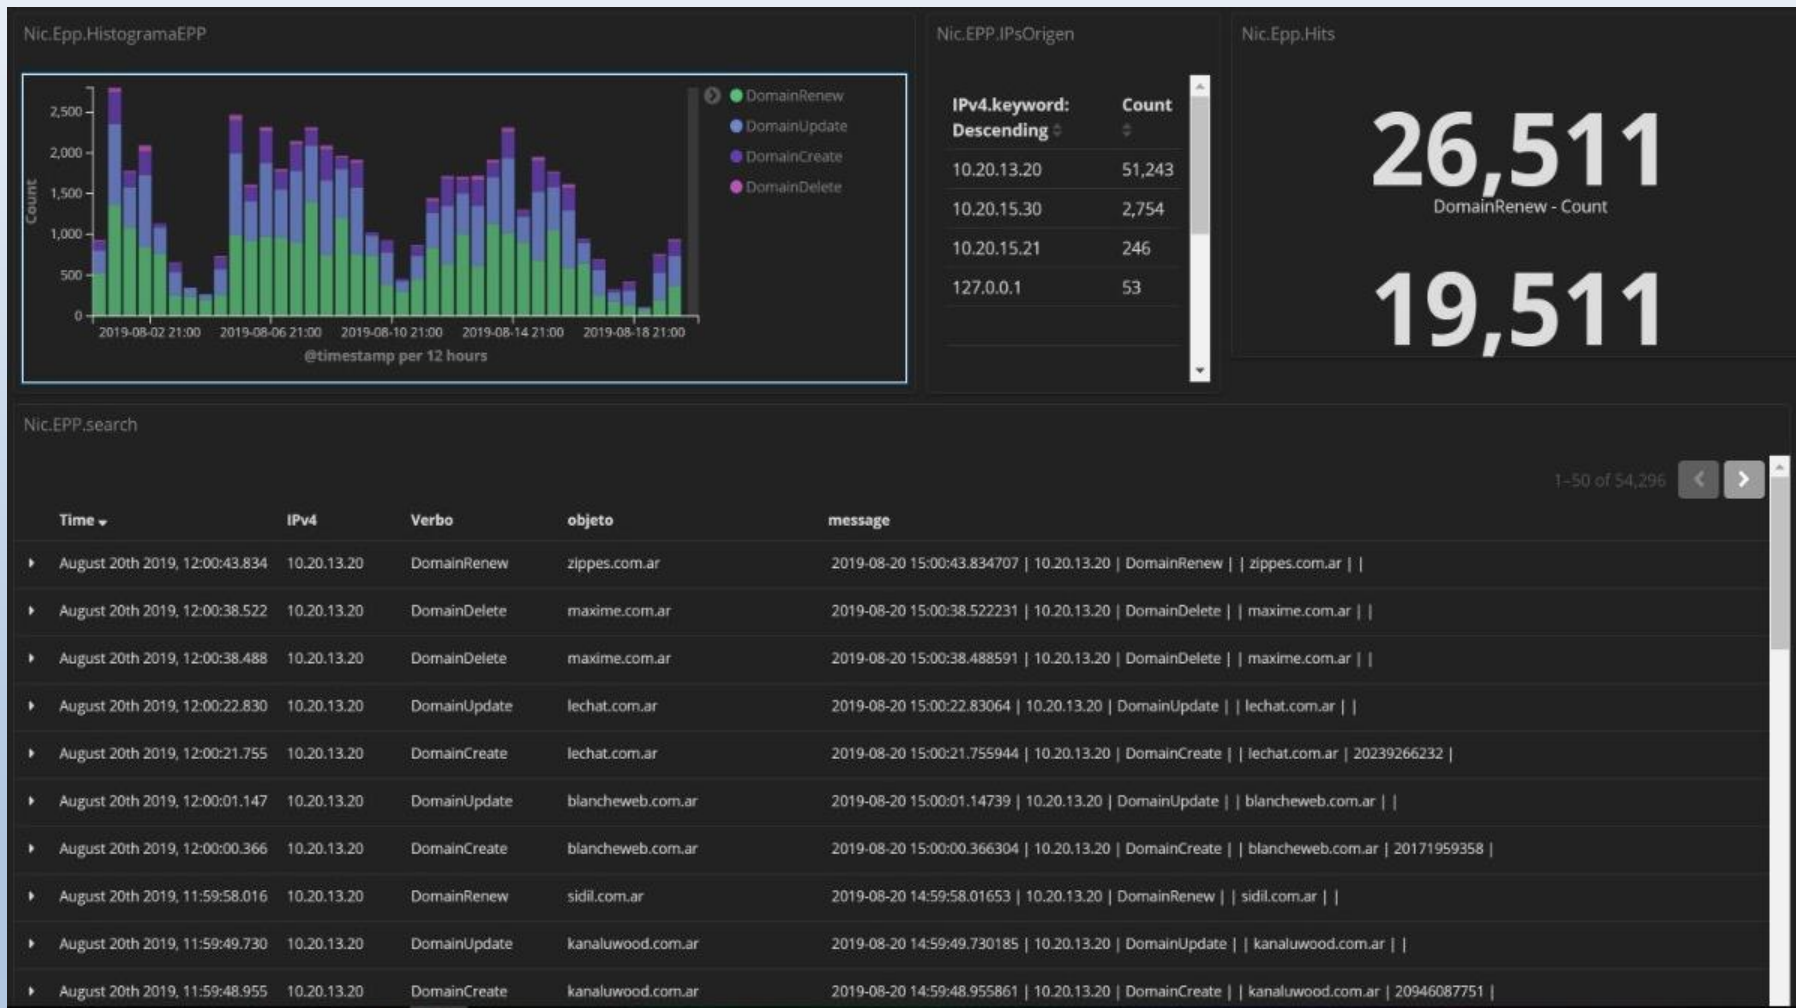 Nic.Epp.HistogramaEPP
2,500
2,000
1,500
1,000
500
0
Count
2019-08-02 21:00 2019-08-06 21:00 2019-08-10 21:00 2019-08-14 21:00 2019-08-18 21:00
@timestamp per 12 hours
DomainRenew
DomainUpdate
DomainCreate
DomainDelete
Nic.EPP.IPsOrigen
IPv4.keyword: Count
Descending
10.20.13.20 51,243
10.20.15.30 2,754
10.20.15.21 246
127.0.0.1 53
Nic.Epp.Hits
26,511
DomainRenew - Count
19,511
Nic.EPP.search
1–50 of 54,296
Time IPv4 Verbo objeto message
August 20th 2019, 12:00:43.834 10.20.13.20 DomainRenew zippes.com.ar 2019-08-20 15:00:43.834707 | 10.20.13.20 | DomainRenew | | zippes.com.ar | |
August 20th 2019, 12:00:38.522 10.20.13.20 DomainDelete maxime.com.ar 2019-08-20 15:00:38.522231 | 10.20.13.20 | DomainDelete | | maxime.com.ar | |
August 20th 2019, 12:00:38.488 10.20.13.20 DomainDelete maxime.com.ar 2019-08-20 15:00:38.488591 | 10.20.13.20 | DomainDelete | | maxime.com.ar | |
August 20th 2019, 12:00:22.830 10.20.13.20 DomainUpdate lechat.com.ar 2019-08-20 15:00:22.83064 | 10.20.13.20 | DomainUpdate | | lechat.com.ar | |
August 20th 2019, 12:00:21.755 10.20.13.20 DomainCreate lechat.com.ar 2019-08-20 15:00:21.755944 | 10.20.13.20 | DomainCreate | | lechat.com.ar | 20239266232 |
August 20th 2019, 12:00:01.147 10.20.13.20 DomainUpdate blancheweb.com.ar 2019-08-20 15:00:01.14739 | 10.20.13.20 | DomainUpdate | | blancheweb.com.ar | |
August 20th 2019, 12:00:00.366 10.20.13.20 DomainCreate blancheweb.com.ar 2019-08-20 15:00:00.366304 | 10.20.13.20 | DomainCreate | | blancheweb.com.ar | 20171959358 |
August 20th 2019, 11:59:58.016 10.20.13.20 DomainRenew sidil.com.ar 2019-08-20 14:59:58.01653 | 10.20.13.20 | DomainRenew | | sidil.com.ar | |
August 20th 2019, 11:59:49.730 10.20.13.20 DomainUpdate kanaluwood.com.ar 2019-08-20 14:59:49.730185 | 10.20.13.20 | DomainUpdate | | kanaluwood.com.ar | |
August 20th 2019, 11:59:48.955 10.20.13.20 DomainCreate kanaluwood.com.ar 2019-08-20 14:59:48.955861 | 10.20.13.20 | DomainCreate | | kanaluwood.com.ar | 20946087751 |